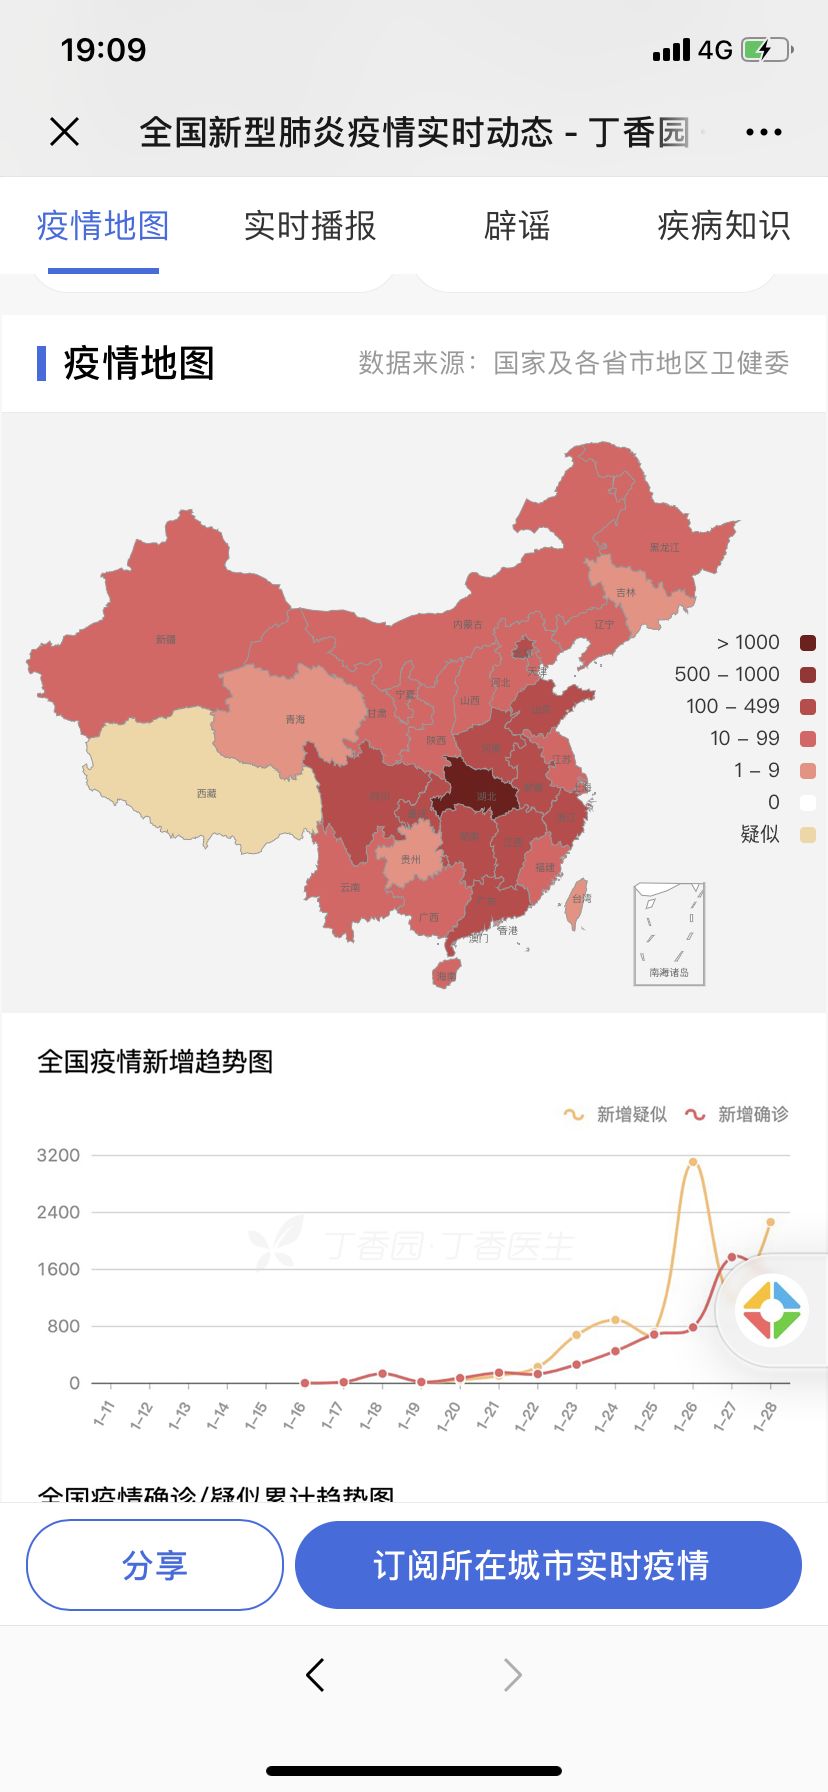 19:09
4G
全国新型肺炎疫情实时动态 - 丁香园
疫情地图
实时播报
辟谣
疾病知识
疫情地图
数据来源：国家及各省市地区卫健委
黑龙江
吉林
新疆
内蒙古
辽宁
> 1000
天津
500 – 1000
河北
宁夏
山西
100 – 499
山东
甘肃
青海
陕西
10 – 99
河南
江苏
1 – 9
上海
西藏
四川
湖北
安徽
0
重庆
浙江
疑似
湖南
江西
贵州
福建
云南
台湾
广东
广西
香港
澳门
海南
南海诸岛
全国疫情新增趋势图
新增疑似
新增确诊
3200
2400
丁香园·丁香医生
1600
800
0
1-11
1-12
1-13
1-14
1-15
1-16
1-17
1-18
1-19
1-20
1-21
1-22
1-23
1-24
1-25
1-26
1-27
1-28
全国疫情确诊/疑似累计趋势图
分享
订阅所在城市实时疫情